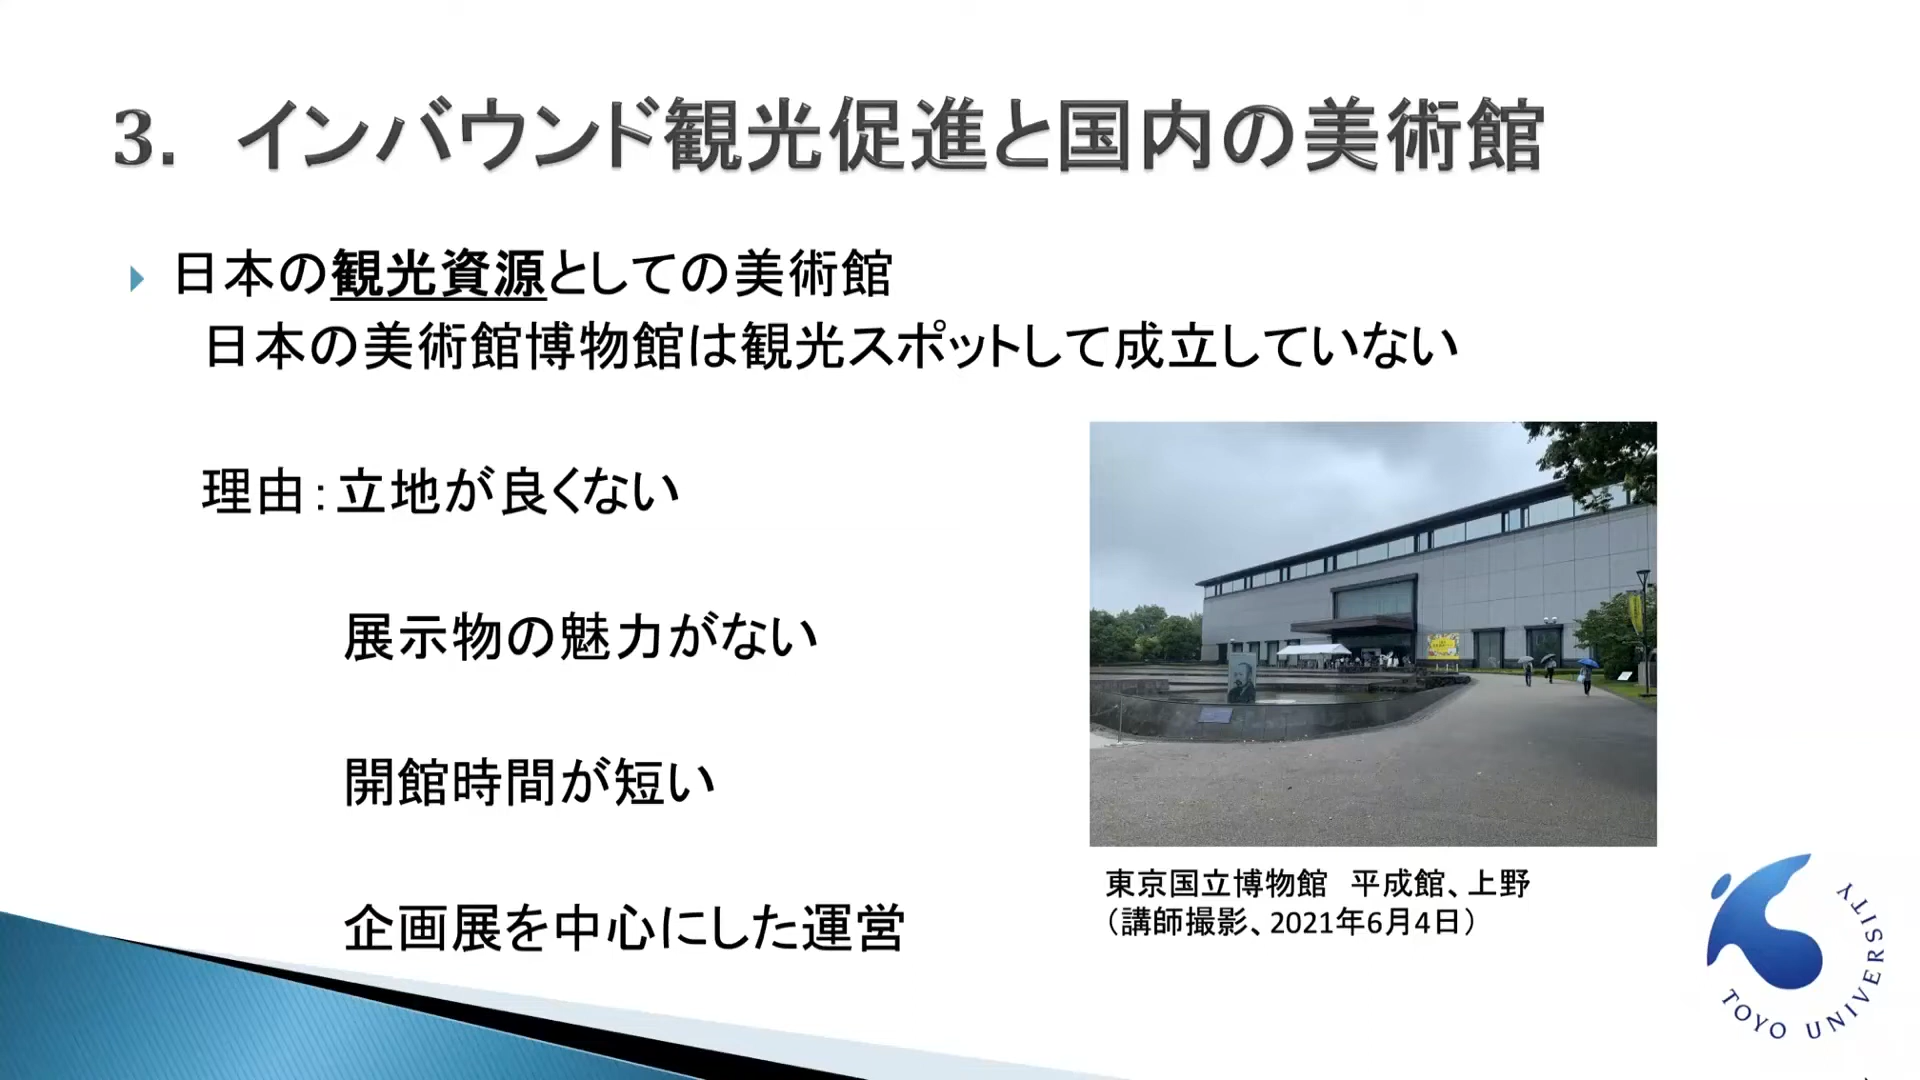 3. インバウンド観光促進と国内の美術館
日本の観光資源としての美術館
日本の美術館博物館は観光スポットして成立していない
理由：立地が良くない
展示物の魅力がない
開館時間が短い
企画展を中心にした運営
東京国立博物館　平成館、上野
（講師撮影、2021年6月4日）
TOYO UNIVERSITY